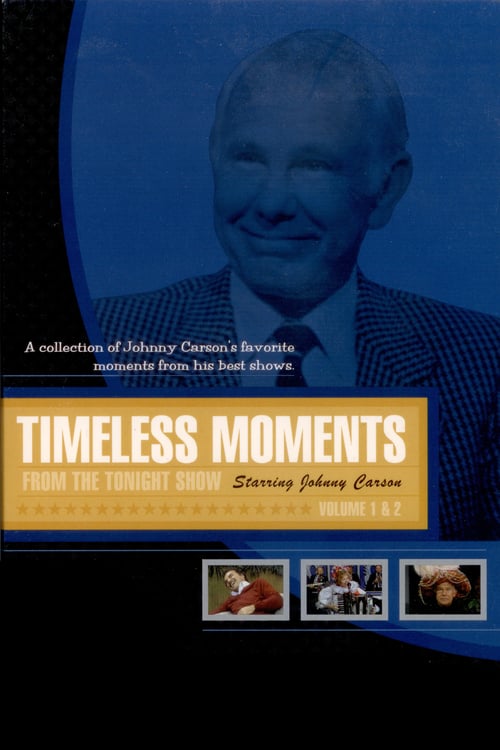 A collection of Johnny Carson's favorite
moments from his best shows.
TIMELESS MOMENTS
FROM THE TONIGHT SHOW Starring Johnny Carson
VOLUME 1 & 2